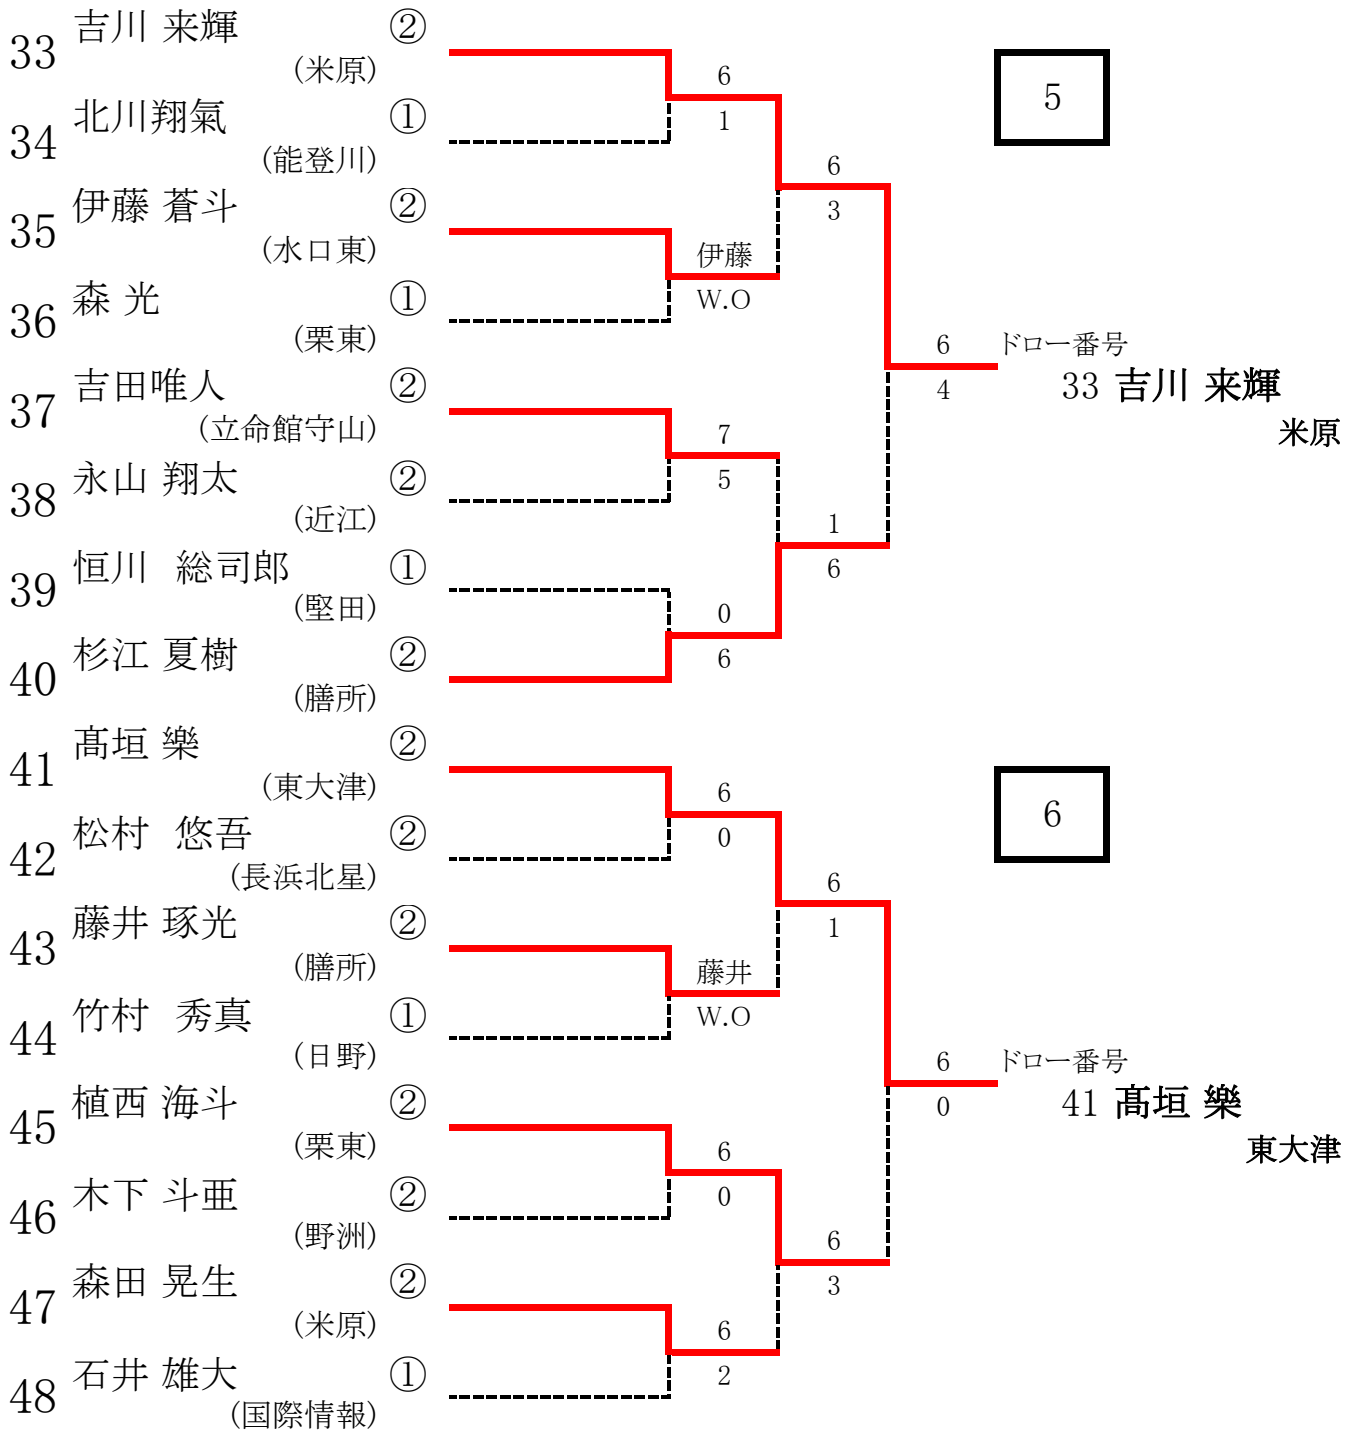 33 吉川 来輝 ②
(米原)
34 北川翔氣 ①
(能登川)
35 伊藤 蒼斗 ②
(水口東)
36 森 光 ①
(栗東)
37 吉田唯人 ②
(立命館守山)
38 永山 翔太 ②
(近江)
39 恒川 総司郎 ①
(堅田)
40 杉江 夏樹 ②
(膳所)
41 髙垣 樂 ②
(東大津)
42 松村 悠吾 ②
(長浜北星)
43 藤井 琢光 ②
(膳所)
44 竹村 秀真 ①
(日野)
45 植西 海斗 ②
(栗東)
46 木下 斗亜 ②
(野洲)
47 森田 晃生 ②
(米原)
48 石井 雄大 ①
(国際情報)
6
1
伊藤
W.O
7
5
0
6
6
0
藤井
W.O
6
0
6
2
6
3
1
6
6
1
6
3
5
6
4
ドロー番号
33 吉川 来輝
米原
6
6
0
ドロー番号
41 髙垣 樂
東大津